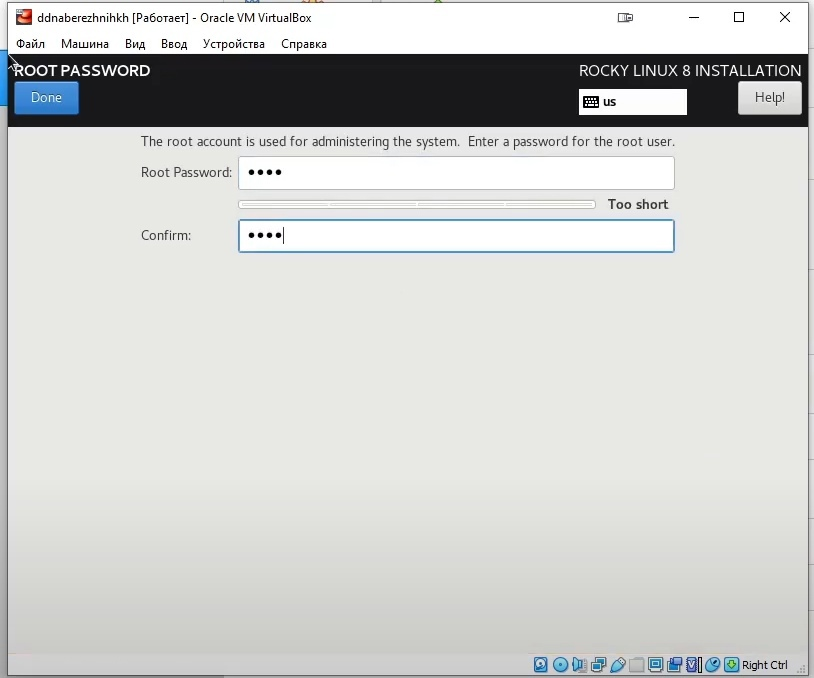 ddnaberezhnihkh [Работает] - Oracle VM VirtualBox
Файл Машина Вид Ввод Устройства Справка
ROOT PASSWORD
ROCKY LINUX 8 INSTALLATION
Done
us
Help!
The root account is used for administering the system. Enter a password for the root user.
Root Password: ••••
Too short
Confirm: ••••
Right Ctrl